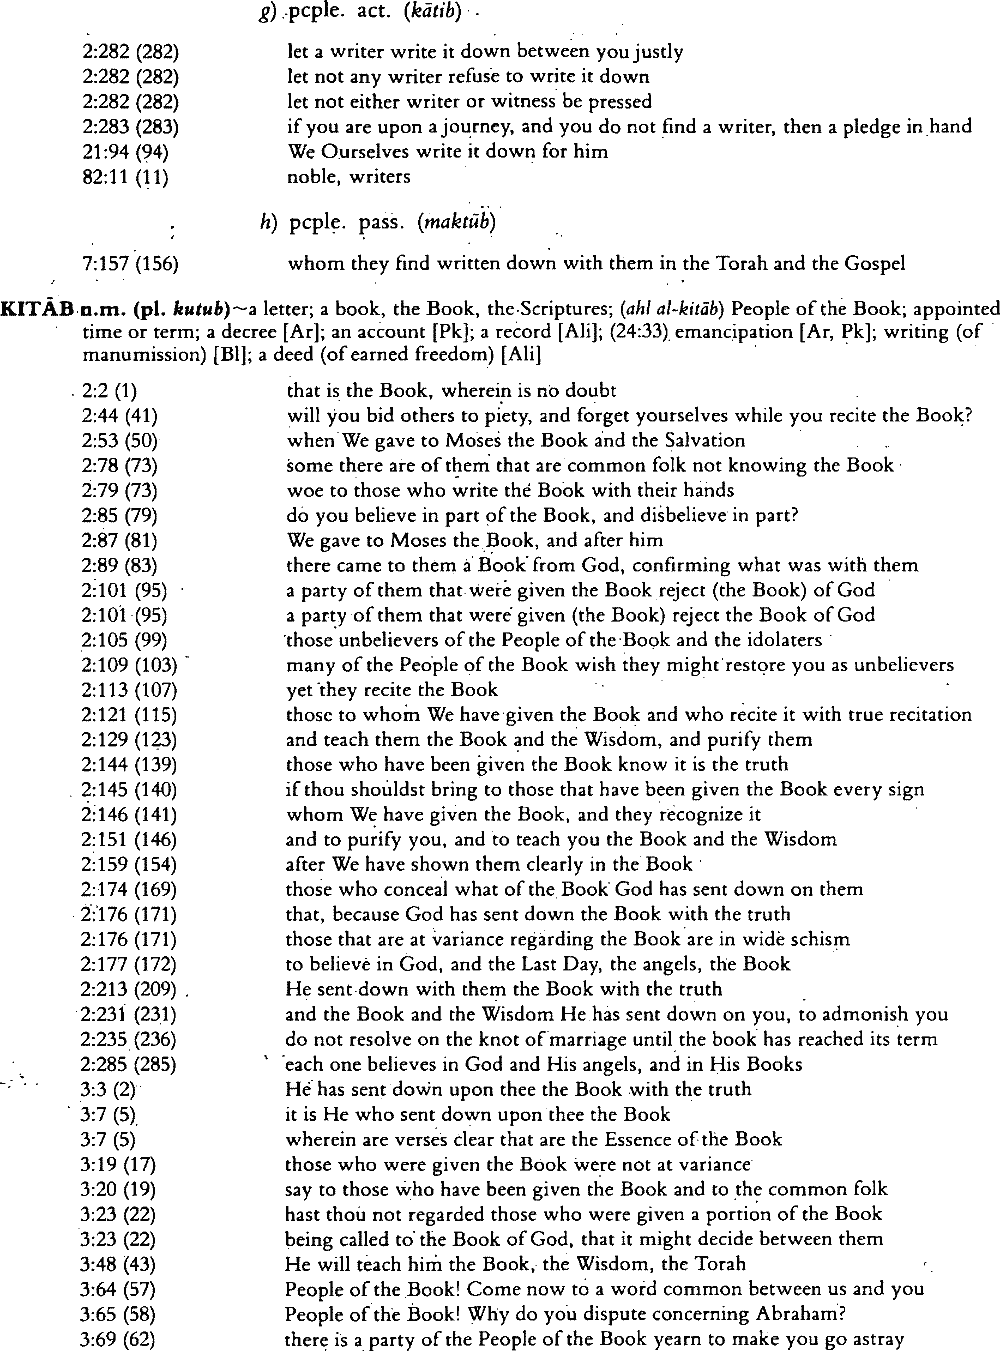 g) pcple. act. (kātib)
2:282 (282) let a writer write it down between you justly
2:282 (282) let not any writer refuse to write it down
2:282 (282) let not either writer or witness be pressed
2:283 (283) if you are upon a journey, and you do not find a writer, then a pledge in hand
21:94 (94) We Ourselves write it down for him
82:11 (11) noble, writers
h) pcple. pass. (maktūb)
7:157 (156) whom they find written down with them in the Torah and the Gospel
KITĀB n.m. (pl. kutub)~a letter; a book, the Book, the Scriptures; (ahl al-kitāb) People of the Book; appointed
time or term; a decree [Ar]; an account [Pk]; a record [Ali]; (24:33) emancipation [Ar, Pk]; writing (of
manumission) [Bl]; a deed (of earned freedom) [Ali]
2:2 (1) that is the Book, wherein is no doubt
2:44 (41) will you bid others to piety, and forget yourselves while you recite the Book?
2:53 (50) when We gave to Moses the Book and the Salvation
2:78 (73) some there are of them that are common folk not knowing the Book
2:79 (73) woe to those who write the Book with their hands
2:85 (79) do you believe in part of the Book, and disbelieve in part?
2:87 (81) We gave to Moses the Book, and after him
2:89 (83) there came to them a Book from God, confirming what was with them
2:101 (95) a party of them that were given the Book reject (the Book) of God
2:101 (95) a party of them that were given (the Book) reject the Book of God
2:105 (99) those unbelievers of the People of the Book and the idolaters
2:109 (103) many of the People of the Book wish they might restore you as unbelievers
2:113 (107) yet they recite the Book
2:121 (115) those to whom We have given the Book and who recite it with true recitation
2:129 (123) and teach them the Book and the Wisdom, and purify them
2:144 (139) those who have been given the Book know it is the truth
2:145 (140) if thou shouldst bring to those that have been given the Book every sign
2:146 (141) whom We have given the Book, and they recognize it
2:151 (146) and to purify you, and to teach you the Book and the Wisdom
2:159 (154) after We have shown them clearly in the Book
2:174 (169) those who conceal what of the Book God has sent down on them
2:176 (171) that, because God has sent down the Book with the truth
2:176 (171) those that are at variance regarding the Book are in wide schism
2:177 (172) to believe in God, and the Last Day, the angels, the Book
2:213 (209) He sent down with them the Book with the truth
2:231 (231) and the Book and the Wisdom He has sent down on you, to admonish you
2:235 (236) do not resolve on the knot of marriage until the book has reached its term
2:285 (285) each one believes in God and His angels, and in His Books
3:3 (2) He has sent down upon thee the Book with the truth
3:7 (5) it is He who sent down upon thee the Book
3:7 (5) wherein are verses clear that are the Essence of the Book
3:19 (17) those who were given the Book were not at variance
3:20 (19) say to those who have been given the Book and to the common folk
3:23 (22) hast thou not regarded those who were given a portion of the Book
3:23 (22) being called to the Book of God, that it might decide between them
3:48 (43) He will teach him the Book, the Wisdom, the Torah
3:64 (57) People of the Book! Come now to a word common between us and you
3:65 (58) People of the Book! Why do you dispute concerning Abraham?
3:69 (62) there is a party of the People of the Book yearn to make you go astray